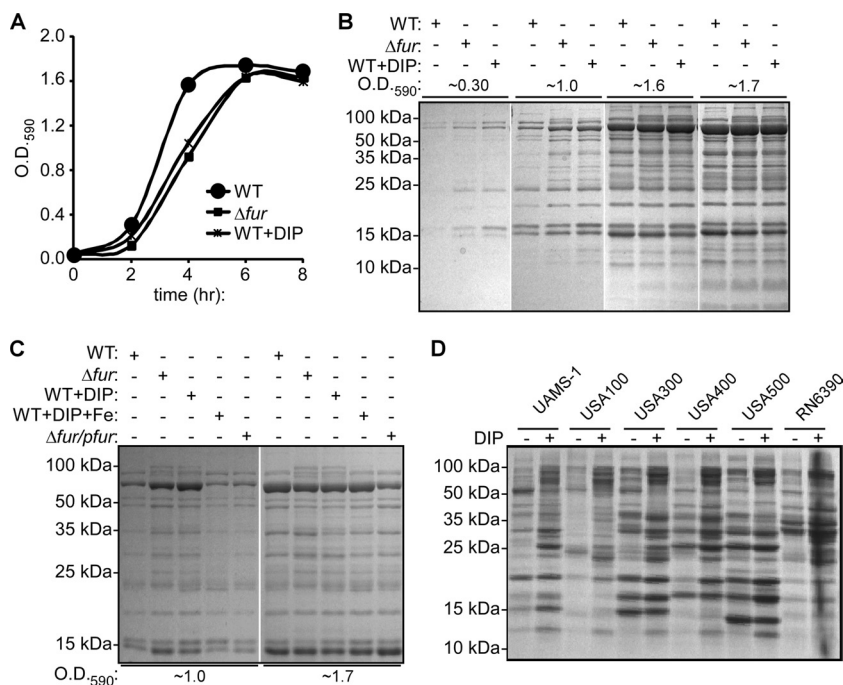 A
2.0
1.6
1.2
0.8
0.4
0.0
O.D.590
WT
Δfur
WT+DIP
0 2 4 6 8
time (hr):
B
WT: + - - + - - + - - + - -
Δfur: - + - - + - - + - - + -
WT+DIP: - - + - - + - - + - - +
O.D.590: ~0.30 ~1.0 ~1.6 ~1.7
100 kDa
50 kDa
35 kDa
25 kDa
15 kDa
10 kDa
C
WT: + - - - - + - - - -
Δfur: - + - - - - + - - -
WT+DIP: - - + - - - - + - -
WT+DIP+Fe: - - - + - - - - + -
Δfur/pfur: - - - - + - - - - +
100 kDa
50 kDa
35 kDa
25 kDa
15 kDa
O.D.590: ~1.0 ~1.7
D
UAMS-1 USA100 USA300 USA400 USA500 RN6390
DIP - + - + - + - + - + - +
100 kDa
50 kDa
35 kDa
25 kDa
15 kDa
10 kDa